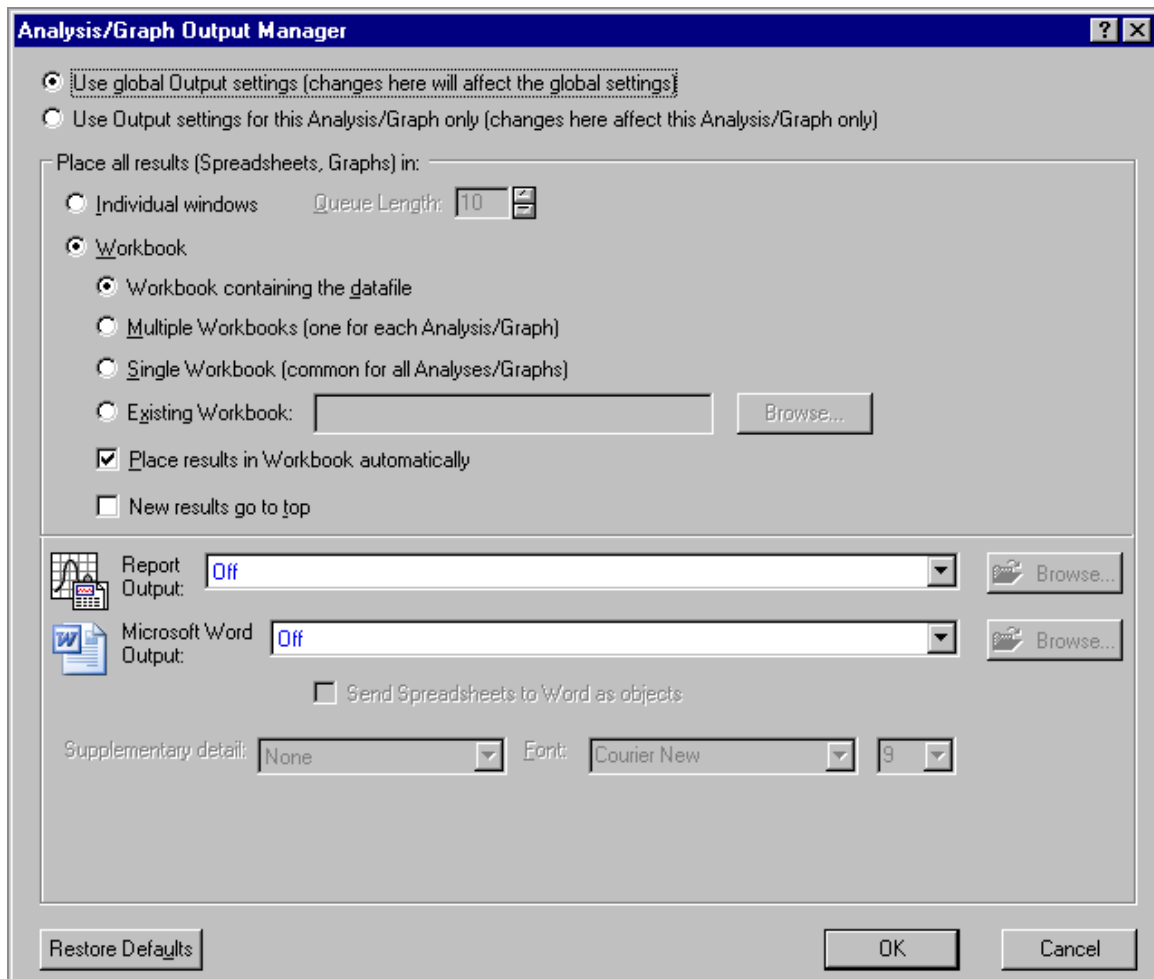 Analysis/Graph Output Manager
Use global Output settings (changes here will affect the global settings)
Use Output settings for this Analysis/Graph only (changes here affect this Analysis/Graph only)
Place all results (Spreadsheets, Graphs) in:
Individual windows Queue Length: 10
Workbook
Workbook containing the datafile
Multiple Workbooks (one for each Analysis/Graph)
Single Workbook (common for all Analyses/Graphs)
Existing Workbook: Browse...
Place results in Workbook automatically
New results go to top
Report
Output: Off Browse...
Microsoft Word
Output: Off Browse...
Send Spreadsheets to Word as objects
Supplementary detail: None Font: Courier New 9
Restore Defaults OK Cancel